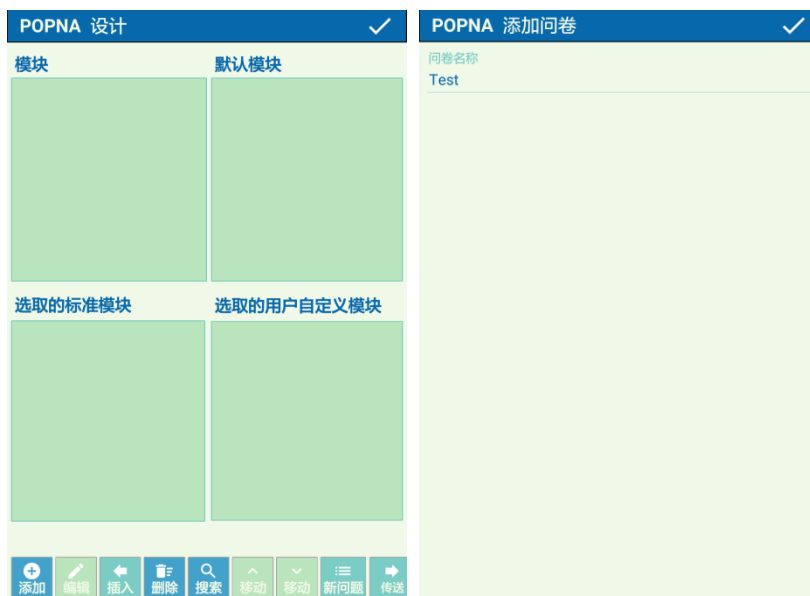 POPNA 设计
模块
默认模块
选取的标准模块
选取的用户自定义模块
添加
编辑
插入
删除
搜索
移动
移动
新问题
传送
POPNA 添加问卷
问卷名称
Test